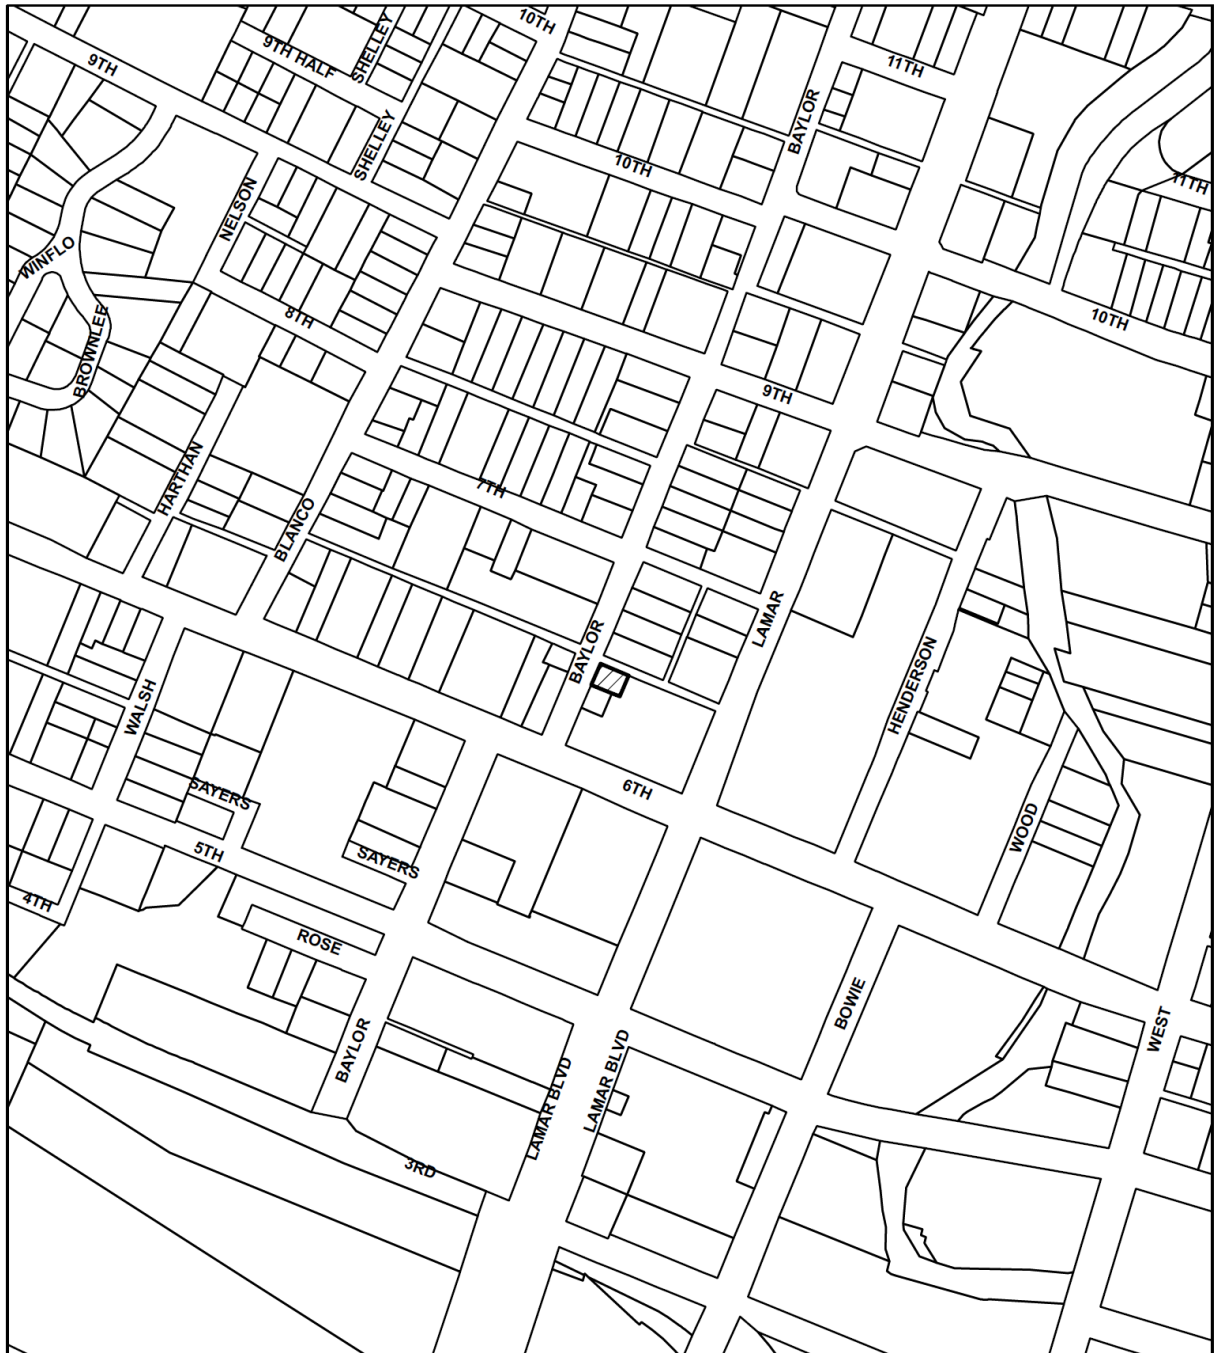 10TH
SHELLEY
9TH HALF
9TH
11TH
BAYLOR
SHELLEY
10TH
11TH
NELSON
WINFLO
8TH
10TH
BROWNLEE
9TH
HARTHAN
7TH
BLANCO
LAMAR
BAYLOR
HENDERSON
WALSH
6TH
SAYERS
WOOD
5TH
SAYERS
4TH
ROSE
BOWIE
WEST
BAYLOR
LAMAR BLVD
LAMAR BLVD
3RD